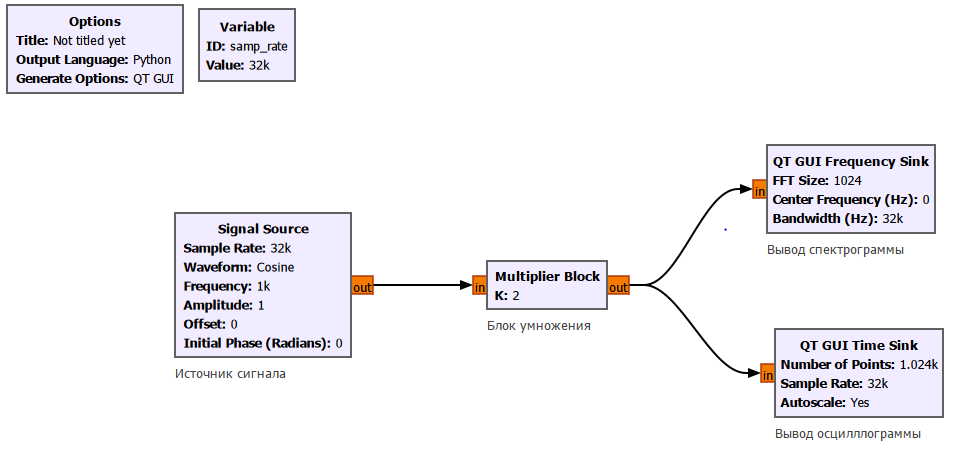 Options
Title: Not titled yet
Output Language: Python
Generate Options: QT GUI
Variable
ID: samp_rate
Value: 32k
Signal Source
Sample Rate: 32k
Waveform: Cosine
Frequency: 1k
Amplitude: 1
Offset: 0
Initial Phase (Radians): 0
out
Источник сигнала
in
Multiplier Block
K: 2
out
Блок умножения
in
QT GUI Frequency Sink
FFT Size: 1024
Center Frequency (Hz): 0
Bandwidth (Hz): 32k
Вывод спектрограммы
in
QT GUI Time Sink
Number of Points: 1.024k
Sample Rate: 32k
Autoscale: Yes
Вывод осцилллограммы